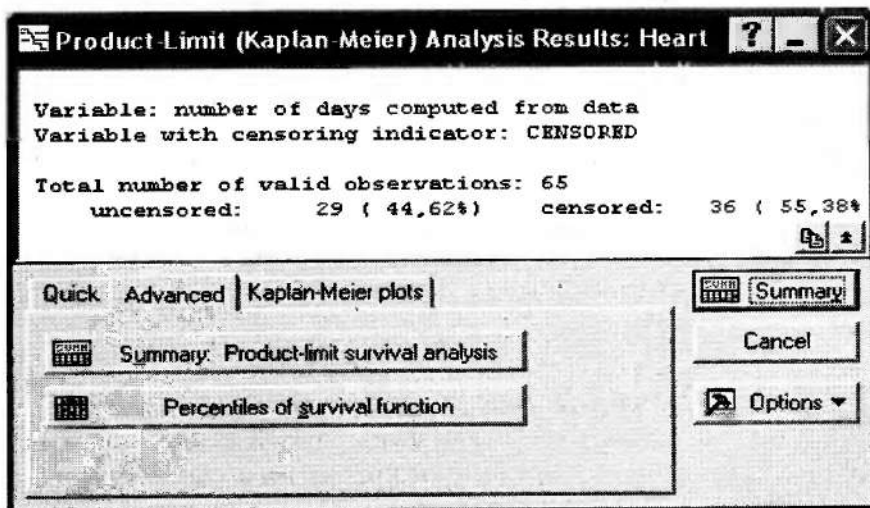 Product-Limit (Kaplan-Meier) Analysis Results: Heart
Variable: number of days computed from data
Variable with censoring indicator: CENSORED
Total number of valid observations: 65
uncensored: 29 ( 44,62%) censored: 36 ( 55,38%
Quick Advanced Kaplan-Meier plots
Summary
Summary: Product-limit survival analysis
Cancel
Percentiles of survival function
Options